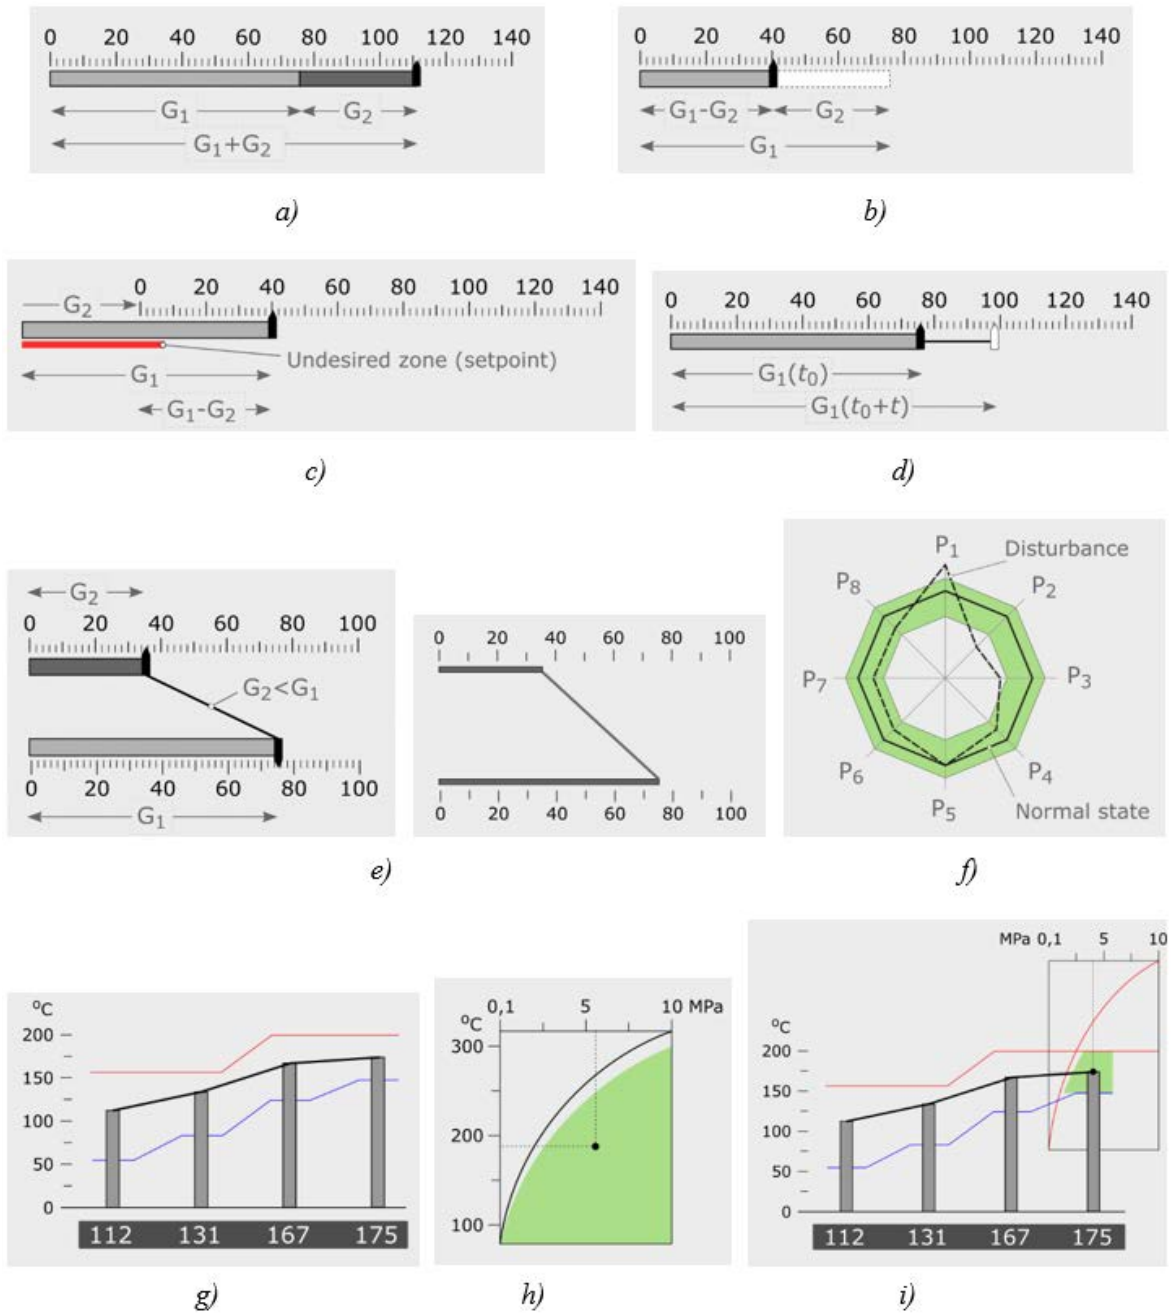 0 20 40 60 80 100 120 140
G1 G2
G1+G2
a)
0 20 40 60 80 100 120 140
G1-G2 G2
G1
b)
0 20 40 60 80 100 120 140
G2
Undesired zone (setpoint)
G1
G1-G2
c)
0 20 40 60 80 100 120 140
G1(t0)
G1(t0+t)
d)
G2
0 20 40 60 80 100
G2<G1
0 20 40 60 80 100
G1
0 20 40 60 80 100
0 20 40 60 80 100
e)
P1 Disturbance
P8 P2
P7 P3
P6 P4
P5 Normal state
f)
ºC
200
150
100
50
0
112 131 167 175
g)
0,1 5 10 MPa
ºC
300
200
100
h)
MPa 0,1 5 10
ºC
200
150
100
50
0
112 131 167 175
i)